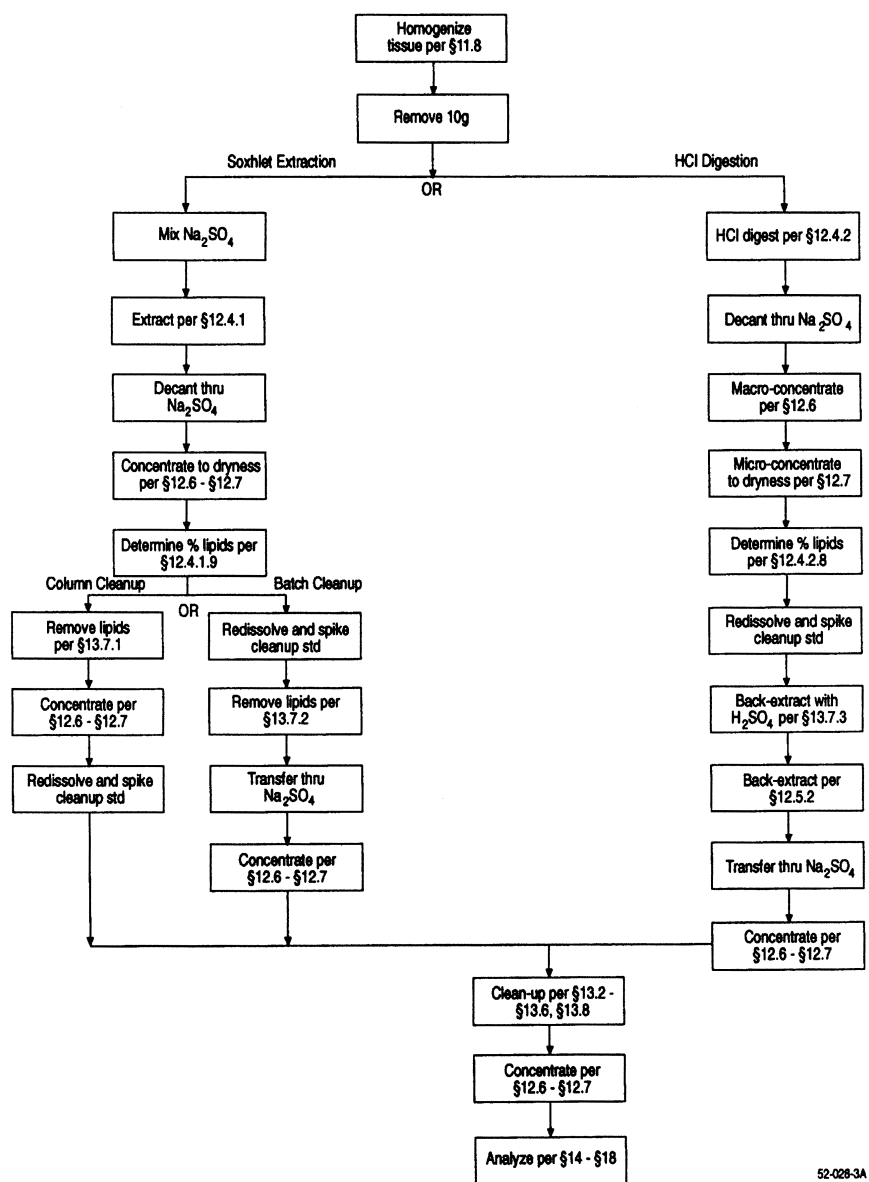 Homogenize
tissue per §11.8
Remove 10g
Soxhlet Extraction
HCl Digestion
OR
Mix Na2SO4
Extract per §12.4.1
Decant thru
Na2SO4
Concentrate to dryness
per §12.6 - §12.7
Determine % lipids per
§12.4.1.9
Column Cleanup
Batch Cleanup
OR
Remove lipids
per §13.7.1
Concentrate per
§12.6 - §12.7
Redissolve and spike
cleanup std
Redissolve and spike
cleanup std
Remove lipids per
§13.7.2
Transfer thru
Na2SO4
Concentrate per
§12.6 - §12.7
HCl digest per §12.4.2
Decant thru Na2SO4
Macro-concentrate
per §12.6
Micro-concentrate
to dryness per §12.7
Determine % lipids
per §12.4.2.8
Redissolve and spike
cleanup std
Back-extract with
H2SO4 per §13.7.3
Back-extract per
§12.5.2
Transfer thru Na2SO4
Concentrate per
§12.6 - §12.7
Clean-up per §13.2 -
§13.6, §13.8
Concentrate per
§12.6 - §12.7
Analyze per §14 - §18
52-026-3A